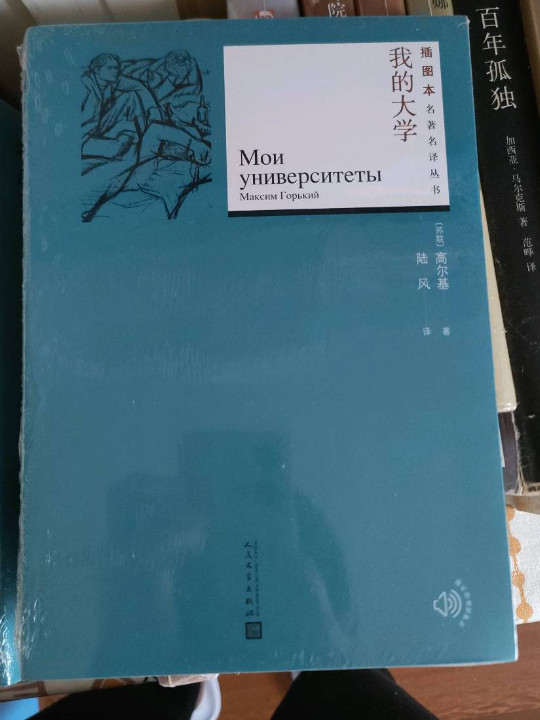 插图本名著名译丛书
我的大学
Мои
университеты
Максим Горький
〔苏联〕高尔基 著
陆风 译
人民文学出版社
百年孤独
加西亚·马尔克斯 著
范晔 译
院